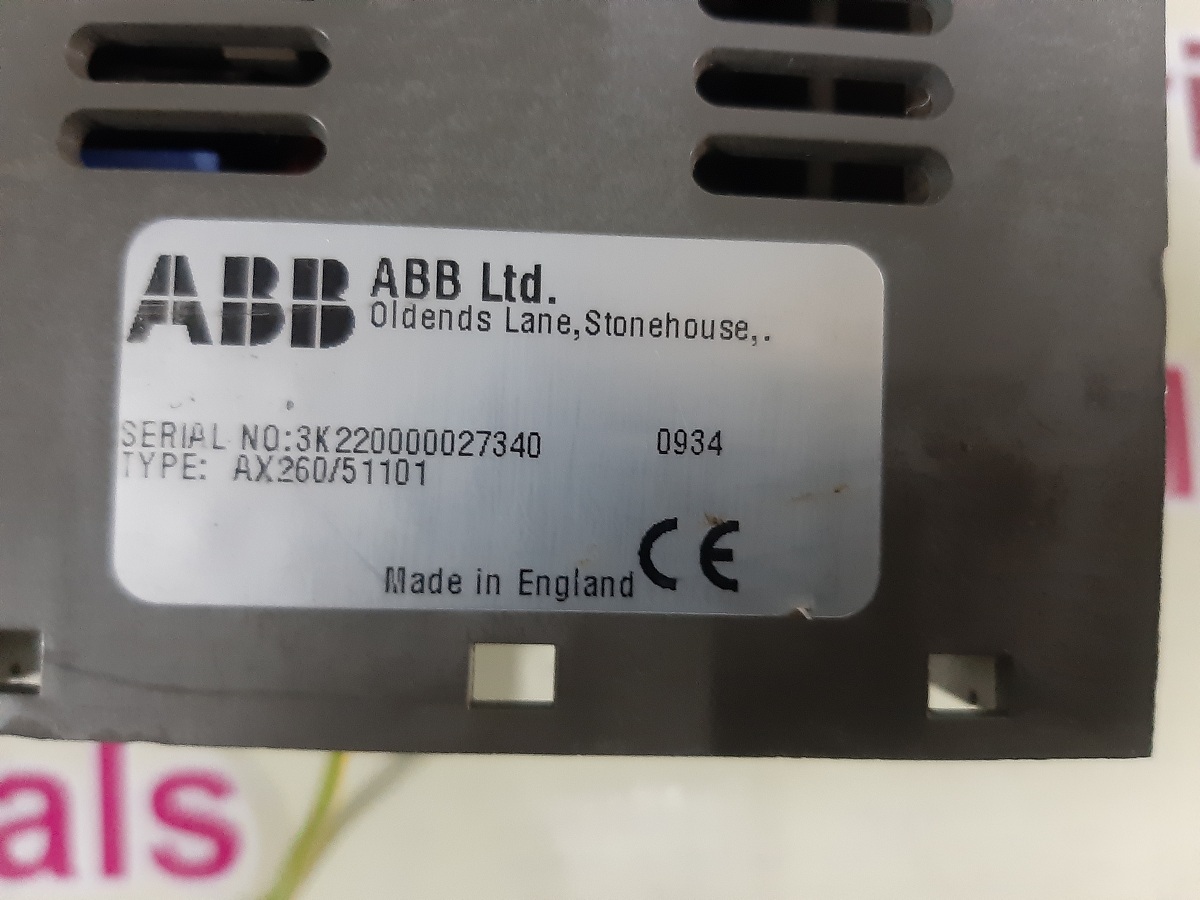 ABB ABB Ltd.
Oldends Lane,Stonehouse,.
SERIAL NO:3K220000027340 0934
TYPE: AX260/51101
Made in England CE
als